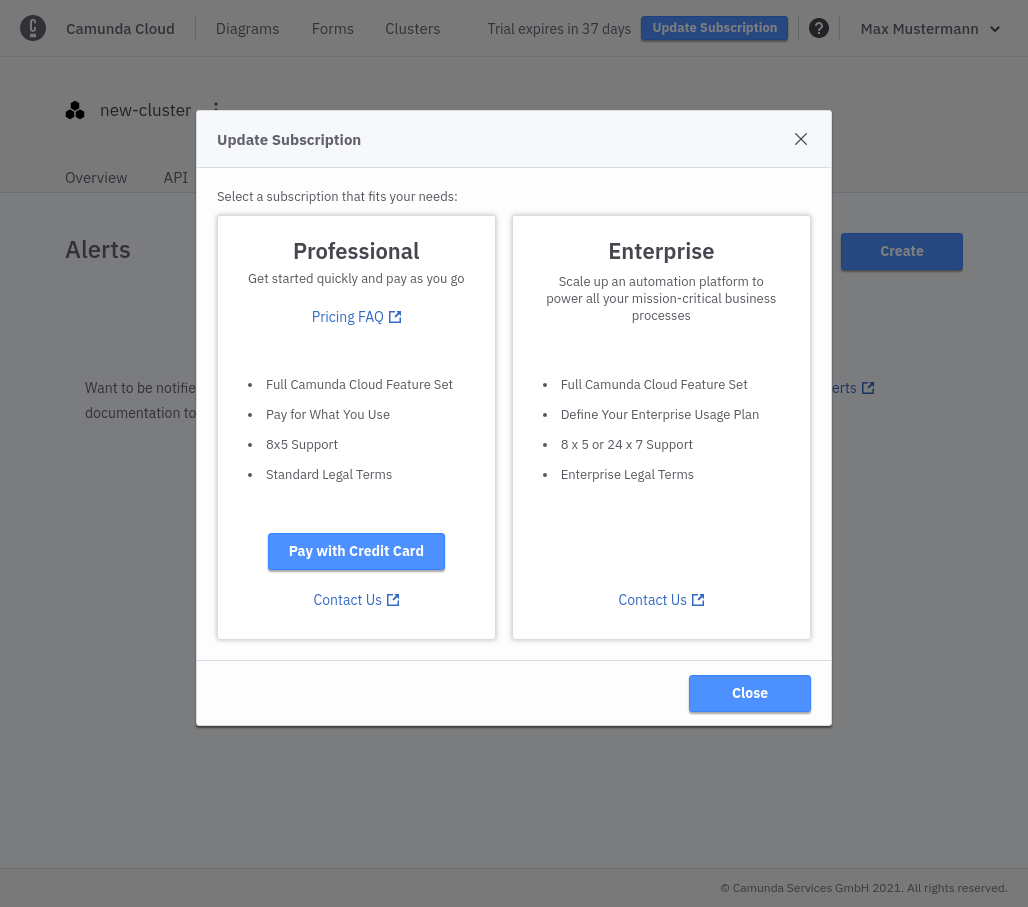 Camunda Cloud
Diagrams
Forms
Clusters
Trial expires in 37 days
Update Subscription
?
Max Mustermann
new-cluster
Overview
API
Alerts
Create
Want to be
documentation to
Update Subscription
Select a subscription that fits your needs:
Professional
Get started quickly and pay as you go
Pricing FAQ
• Full Camunda Cloud Feature Set
• Pay for What You Use
• 8x5 Support
• Standard Legal Terms
Pay with Credit Card
Contact Us
Enterprise
Scale up an automation platform to
power all your mission-critical business
processes
• Full Camunda Cloud Feature Set
• Define Your Enterprise Usage Plan
• 8 x 5 or 24 x 7 Support
• Enterprise Legal Terms
Contact Us
Close
© Camunda Services GmbH 2021. All rights reserved.